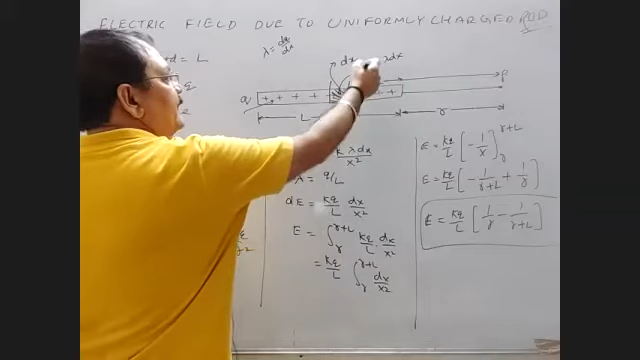 ELECTRIC FIELD DUE TO UNIFORMLY CHARGED ROD
λ = dq/dx
d = L
dx
λdx
P
q + + + + +
L
r
k λdx/x2
λ = q/L
dE = kq/L dx/x2
E = ∫ r r+L kq/L · dx/x2
= kq/L ∫ r r+L dx/x2
E = kq/L [ -1/x ] r r+L
E = kq/L [ -1/r+L + 1/r ]
E = kq/L [ 1/r - 1/r+L ]